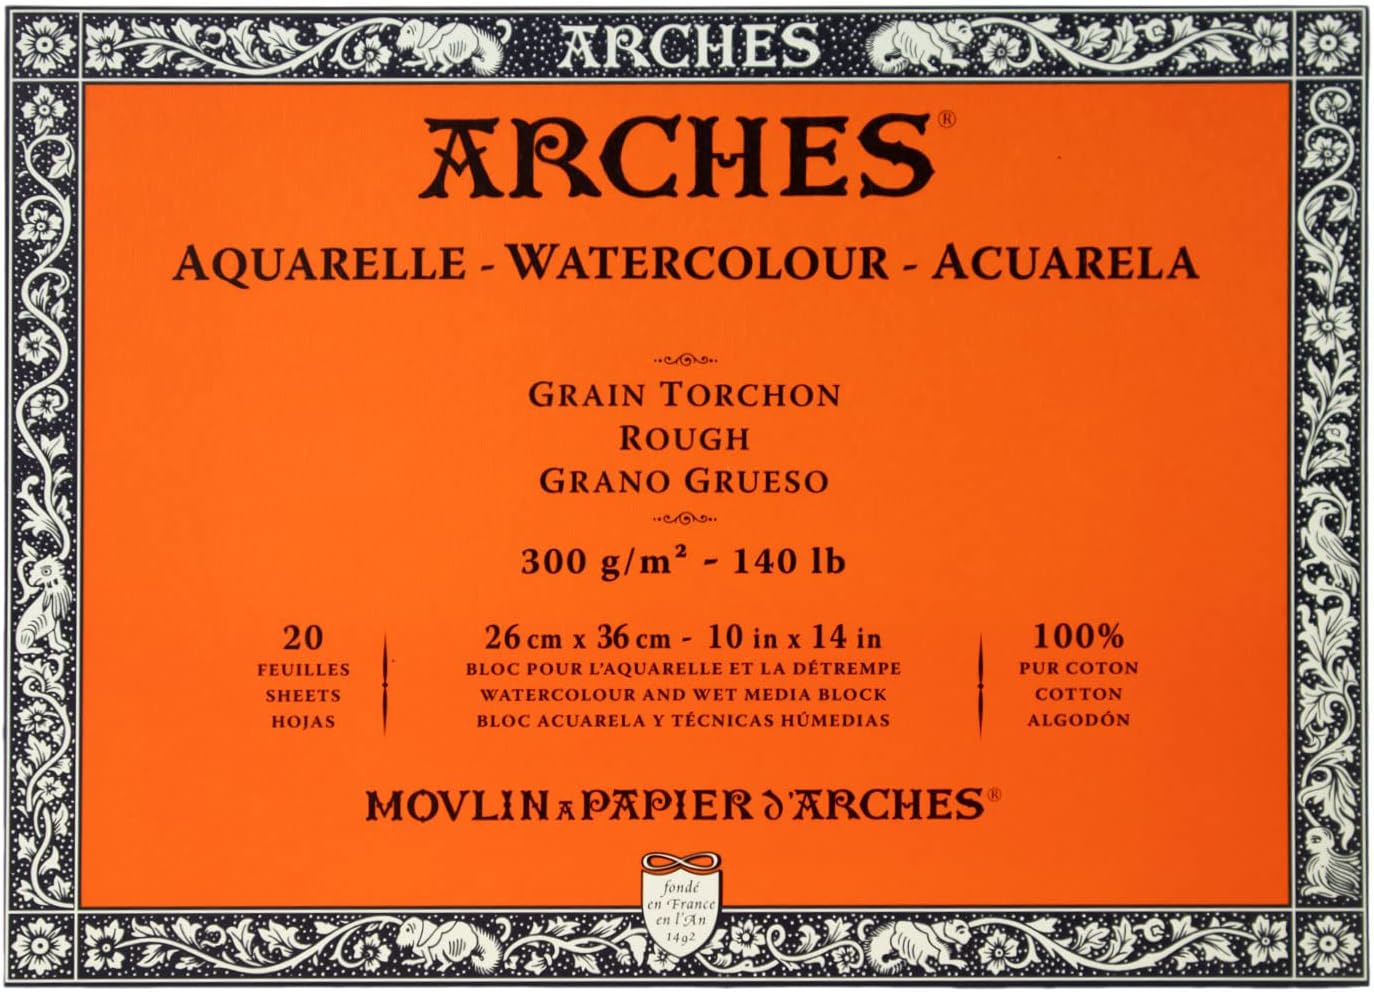 ARCHES
ARCHES®
AQUARELLE - WATERCOLOUR - ACUARELA
GRAIN TORCHON
ROUGH
GRANO GRUESO
300 g/m² - 140 lb
20
FEUILLES
SHEETS
HOJAS
26 cm x 36 cm - 10 in x 14 in
BLOC POUR L'AQUARELLE ET LA DÉTREMPE
WATERCOLOUR AND WET MEDIA BLOCK
BLOC ACUARELA Y TÉCNICAS HÚMEDIAS
100%
PUR COTON
COTTON
ALGODÓN
MOVLIN A PAPIER D'ARCHES®
fondé
en France
en l'An
1492